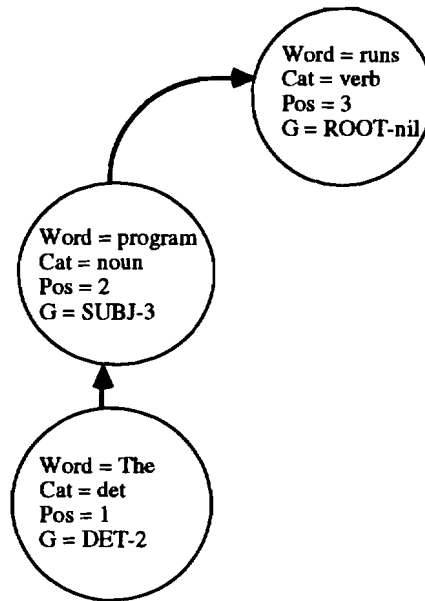 Word = runs
Cat = verb
Pos = 3
G = ROOT-nil
Word = program
Cat = noun
Pos = 2
G = SUBJ-3
Word = The
Cat = det
Pos = 1
G = DET-2